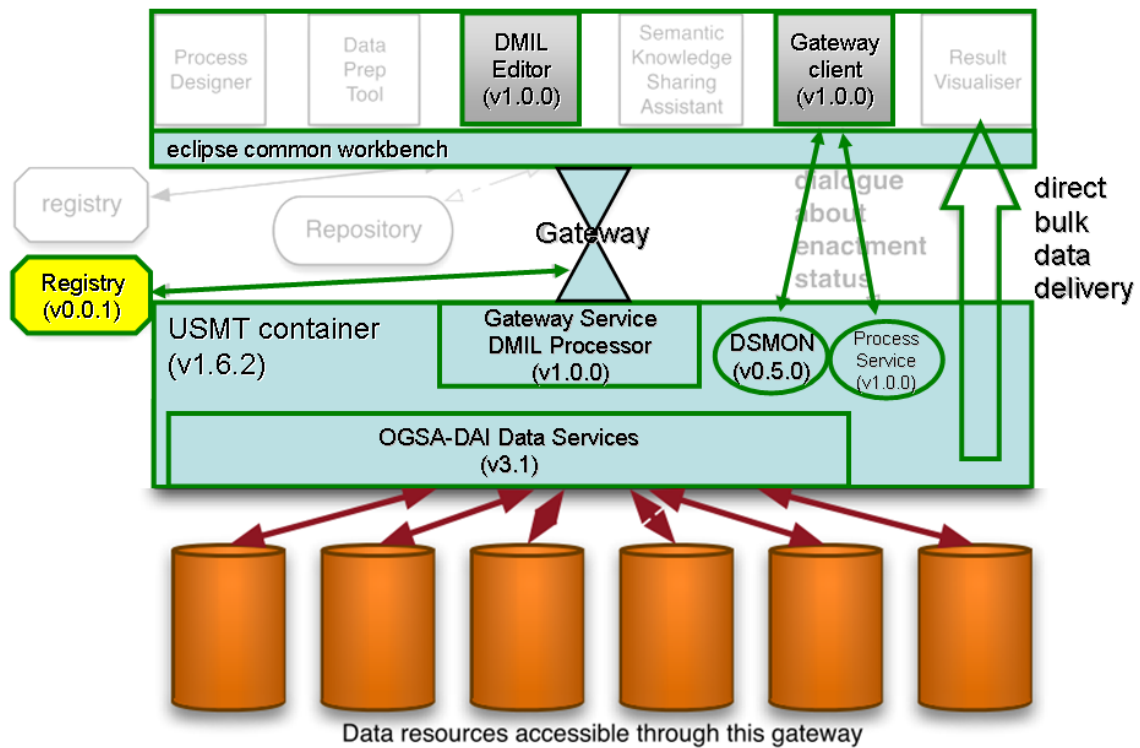 Process
Designer
Data
Prep
Tool
DMIL
Editor
(v1.0.0)
Semantic
Knowledge
Sharing
Assistant
Gateway
client
(v1.0.0)
Result
Visualiser
eclipse common workbench
registry
Repository
Gateway
dialogue
about
enactment
status
direct
bulk
data
delivery
Registry
(v0.0.1)
USMT container
(v1.6.2)
Gateway Service
DMIL Processor
(v1.0.0)
DSMON
(v0.5.0)
Process
Service
(v1.0.0)
OGSA-DAI Data Services
(v3.1)
Data resources accessible through this gateway